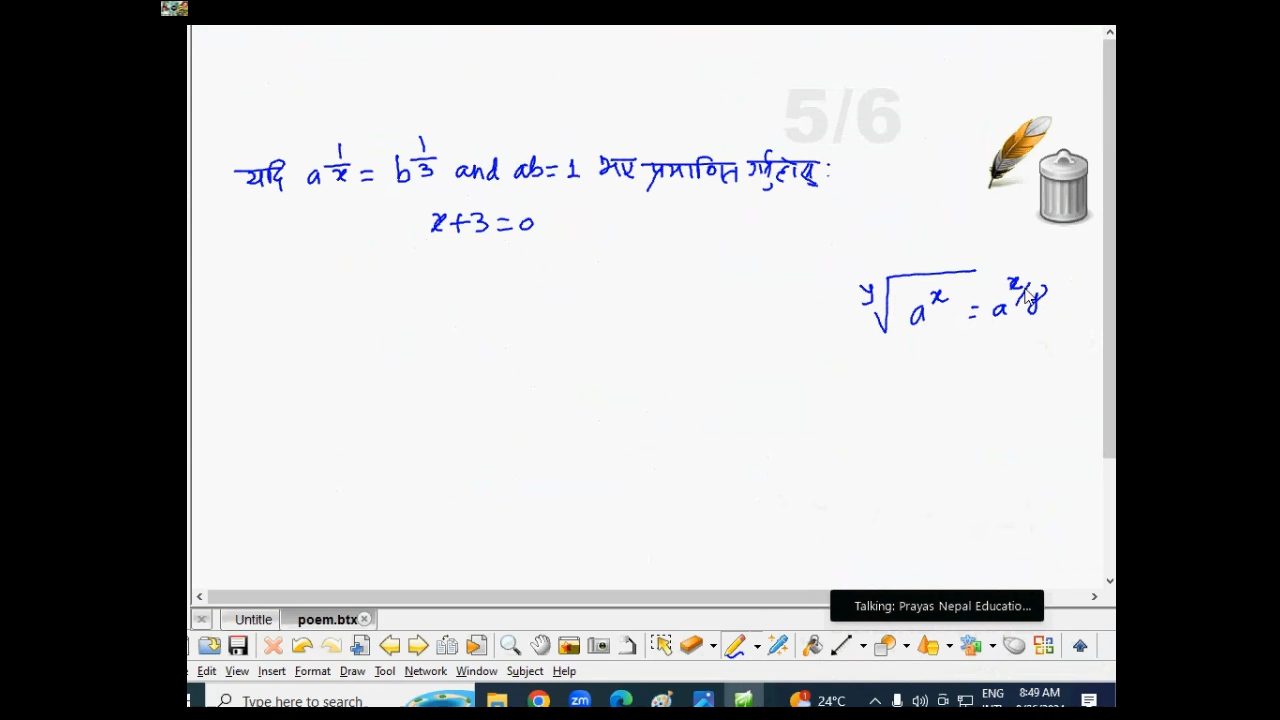 5/6
यदि a^{1/x} = b^{1/3} and ab=1 भए प्रमाणित गर्नुहोस् :
x+3=0
\sqrt[y]{a^x} = a^{x/y}
Talking: Prayas Nepal Educatio...
Untitle poem.btx
Edit View Insert Format Draw Tool Network Window Subject Help
Type here to search 24°C ENG 8:49 AM